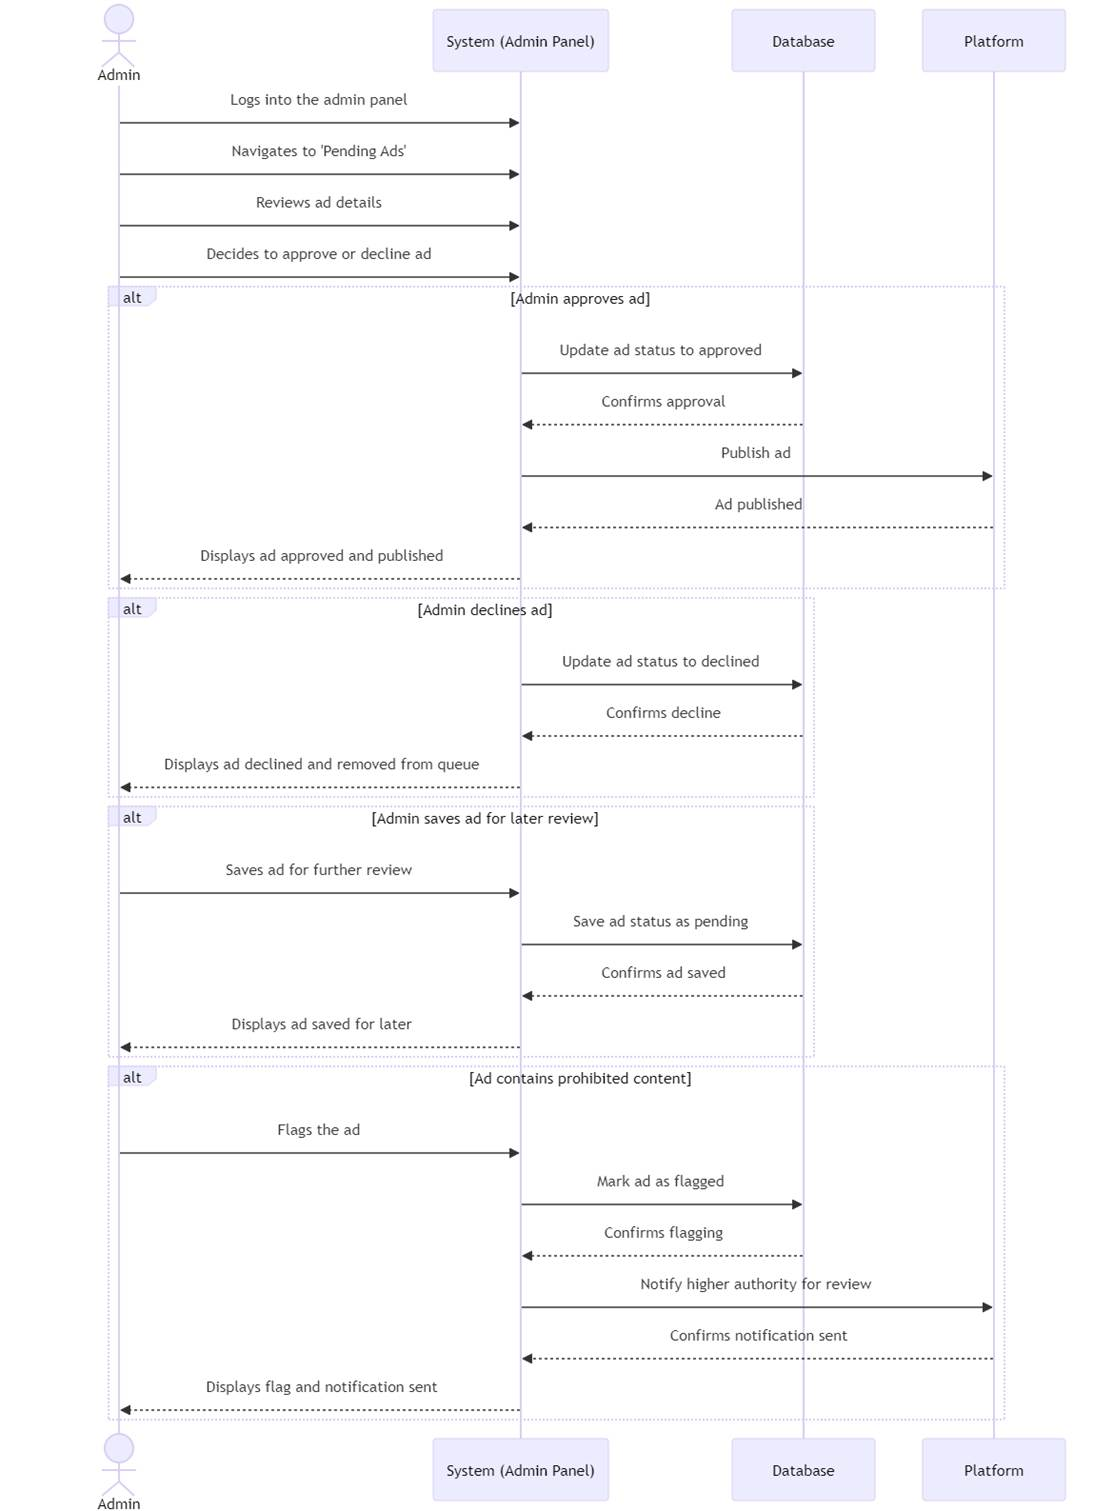 Admin
System (Admin Panel)
Database
Platform
Logs into the admin panel
Navigates to 'Pending Ads'
Reviews ad details
Decides to approve or decline ad
alt
[Admin approves ad]
Update ad status to approved
Confirms approval
Publish ad
Ad published
Displays ad approved and published
alt
[Admin declines ad]
Update ad status to declined
Confirms decline
Displays ad declined and removed from queue
alt
[Admin saves ad for later review]
Saves ad for further review
Save ad status as pending
Confirms ad saved
Displays ad saved for later
alt
[Ad contains prohibited content]
Flags the ad
Mark ad as flagged
Confirms flagging
Notify higher authority for review
Confirms notification sent
Displays flag and notification sent
Admin
System (Admin Panel)
Database
Platform